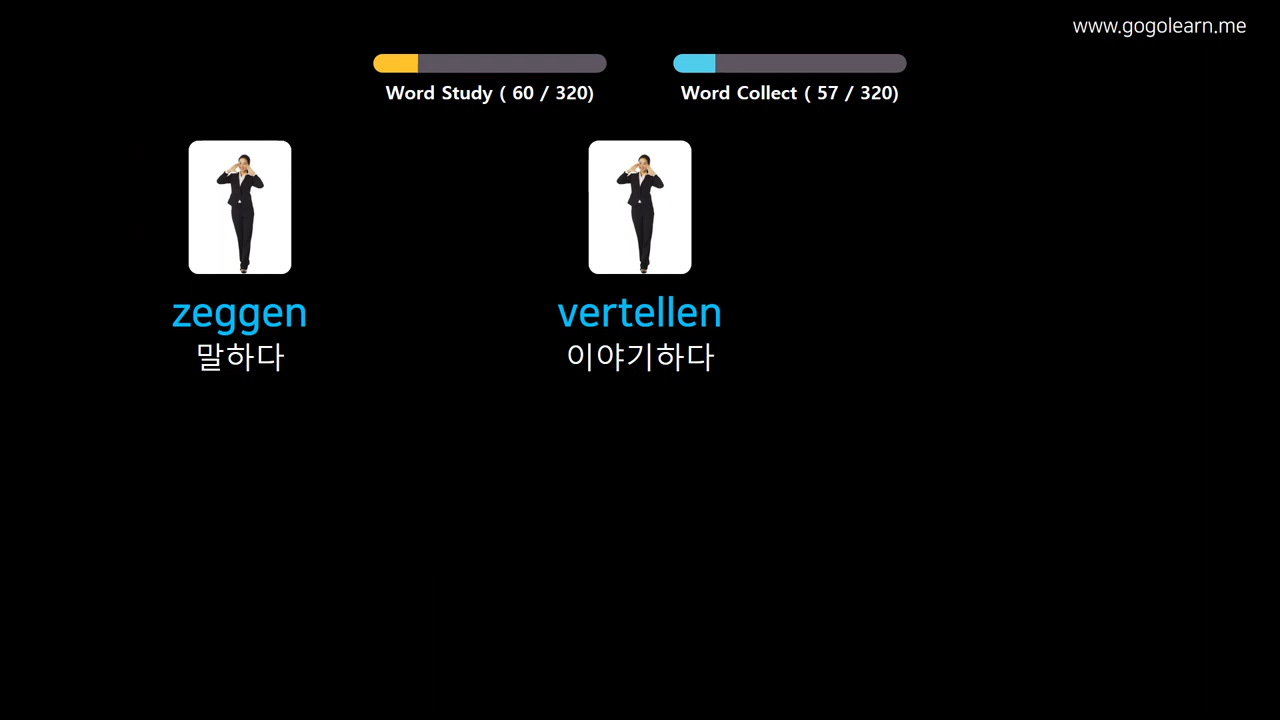 www.gogolearn.me
Word Study ( 60 / 320)
Word Collect ( 57 / 320)
zeggen
말하다
vertellen
이야기하다